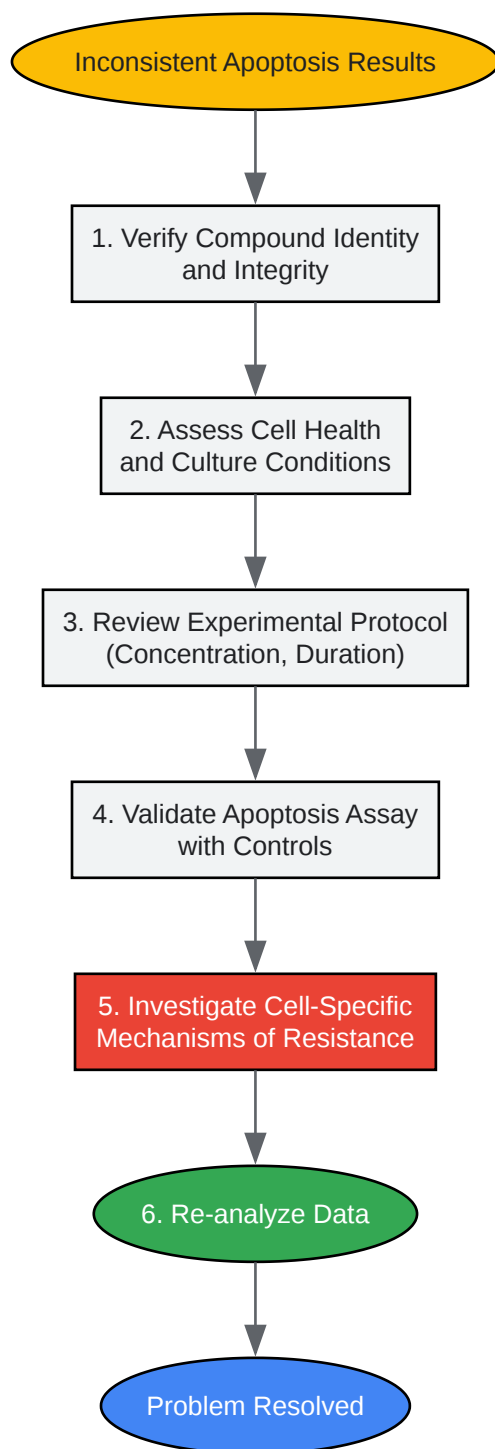 Inconsistent Apoptosis Results
1. Verify Compound Identity
and Integrity
2. Assess Cell Health
and Culture Conditions
3. Review Experimental Protocol
(Concentration, Duration)
4. Validate Apoptosis Assay
with Controls
5. Investigate Cell-Specific
Mechanisms of Resistance
6. Re-analyze Data
Problem Resolved